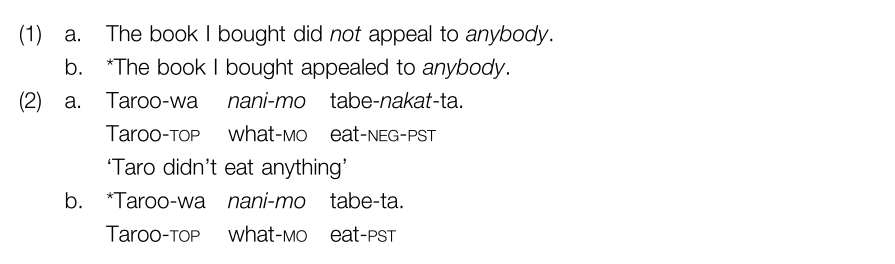 (1) a. The book I bought did not appeal to anybody.
b. *The book I bought appealed to anybody.
(2) a. Taroo-wa nani-mo tabe-nakat-ta.
Taroo-TOP what-MO eat-NEG-PST
‘Taro didn’t eat anything’
b. *Taroo-wa nani-mo tabe-ta.
Taroo-TOP what-MO eat-PST